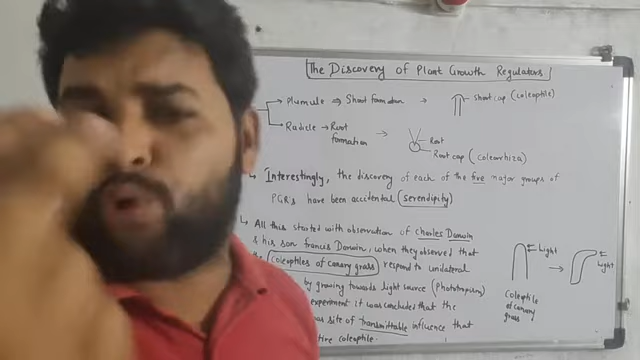 The Discovery of Plant Growth Regulators
Plumule ⇒ Shoot formation → shoot cap (coleoptile)
Radicle → Root formation →
Root
Root cap (coleorhiza)
Interestingly, the discovery of each of the five major groups of
PGR's have been accidental (serendipity)
All this started with observation of Charles Darwin
& his son francis Darwin, when they observed that
coleoptiles of canary grass respond to unilateral
by growing towards light source (Phototropism)
experiment it was concluded that the
site of transmittable influence that
coleoptile.
Light
Light
Coleoptile of canary grass